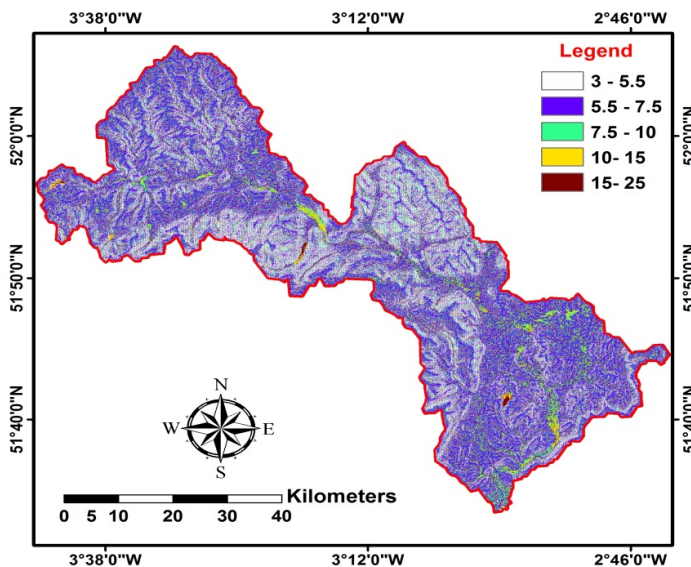 3°38'0"W 3°12'0"W 2°46'0"W
Legend
3 - 5.5
5.5 - 7.5
7.5 - 10
10- 15
15- 25
52°0'0"N 52°0'0"N
51°50'0"N 51°50'0"N
51°40'0"N 51°40'0"N
N
W E
S
Kilometers
0 5 10 20 30 40
3°38'0"W 3°12'0"W 2°46'0"W